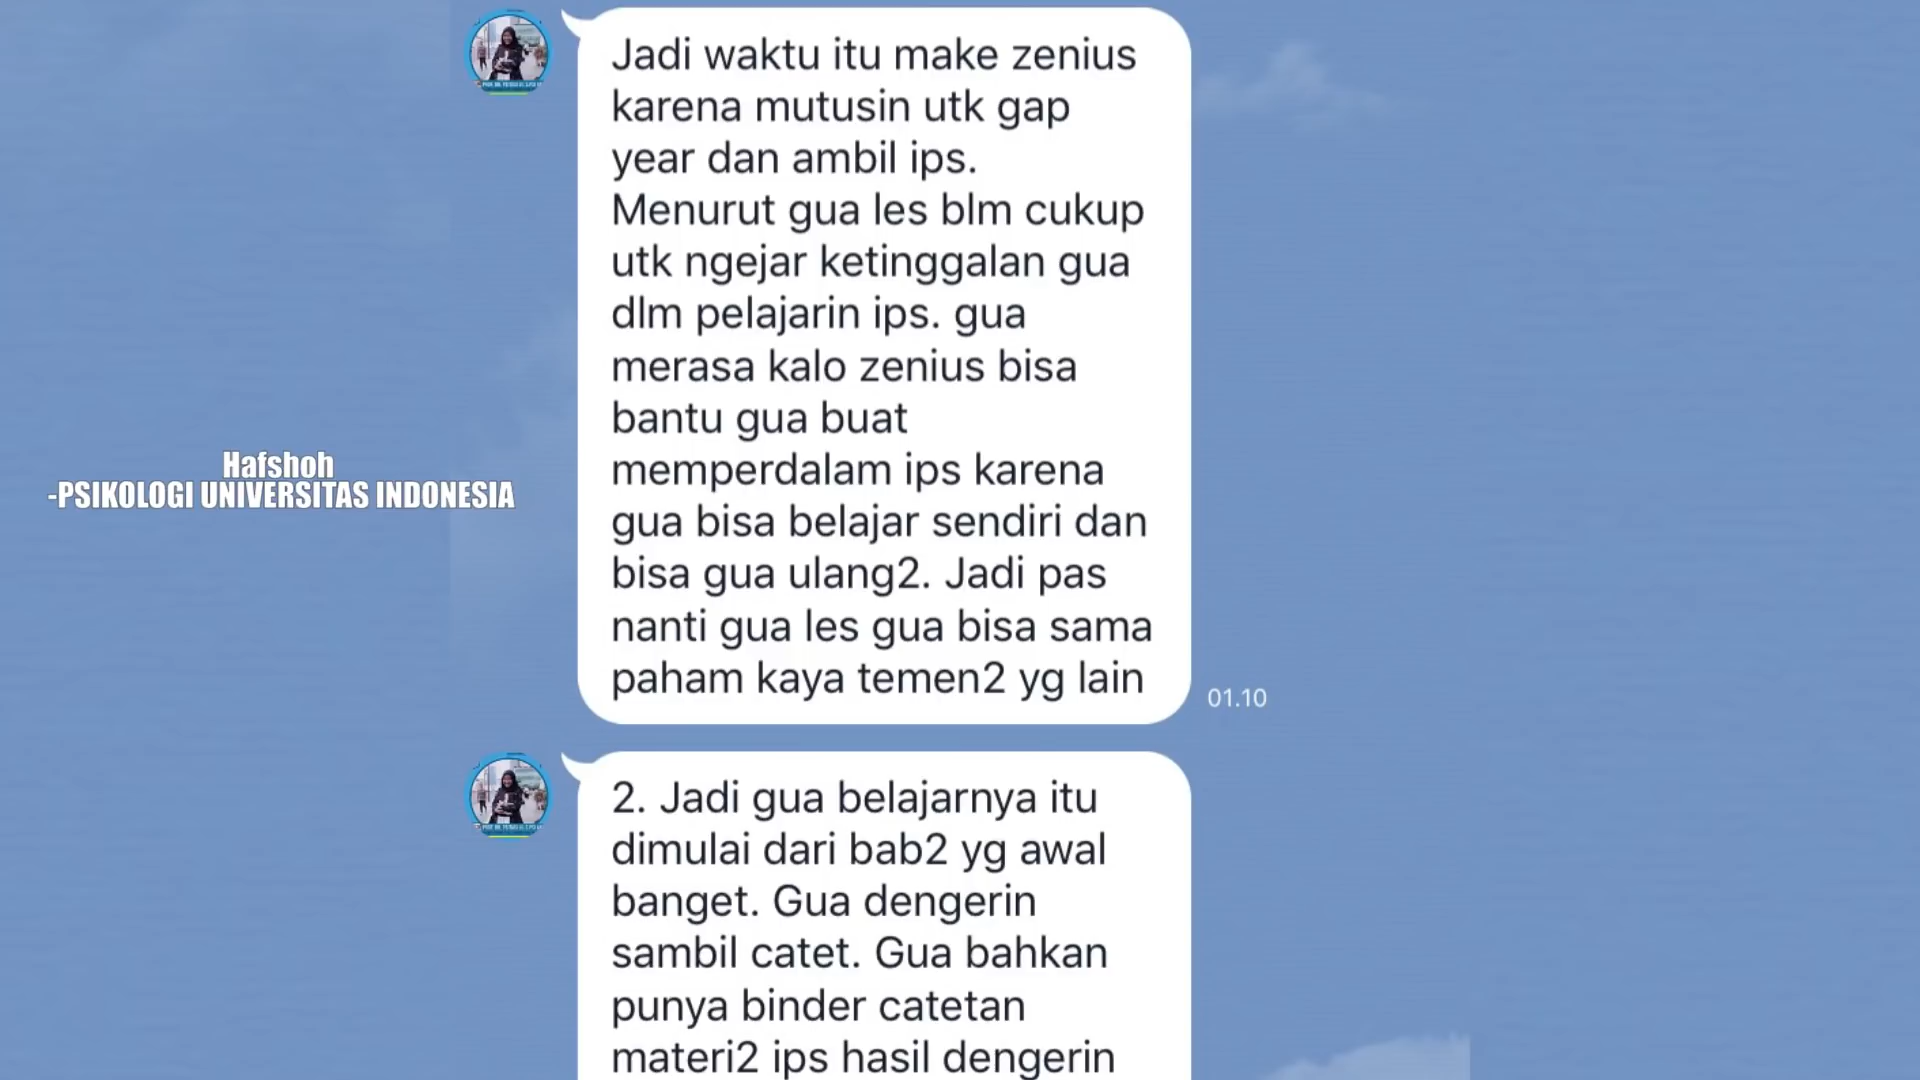 Jadi waktu itu make zenius
karena mutusin utk gap
year dan ambil ips.
Menurut gua les blm cukup
utk ngejar ketinggalan gua
dlm pelajarin ips. gua
merasa kalo zenius bisa
bantu gua buat
memperdalam ips karena
gua bisa belajar sendiri dan
bisa gua ulang2. Jadi pas
nanti gua les gua bisa sama
paham kaya temen2 yg lain
01.10
Hafshoh
-PSIKOLOGI UNIVERSITAS INDONESIA
2. Jadi gua belajarnya itu
dimulai dari bab2 yg awal
banget. Gua dengerin
sambil catet. Gua bahkan
punya binder catetan
materi2 ips hasil dengerin